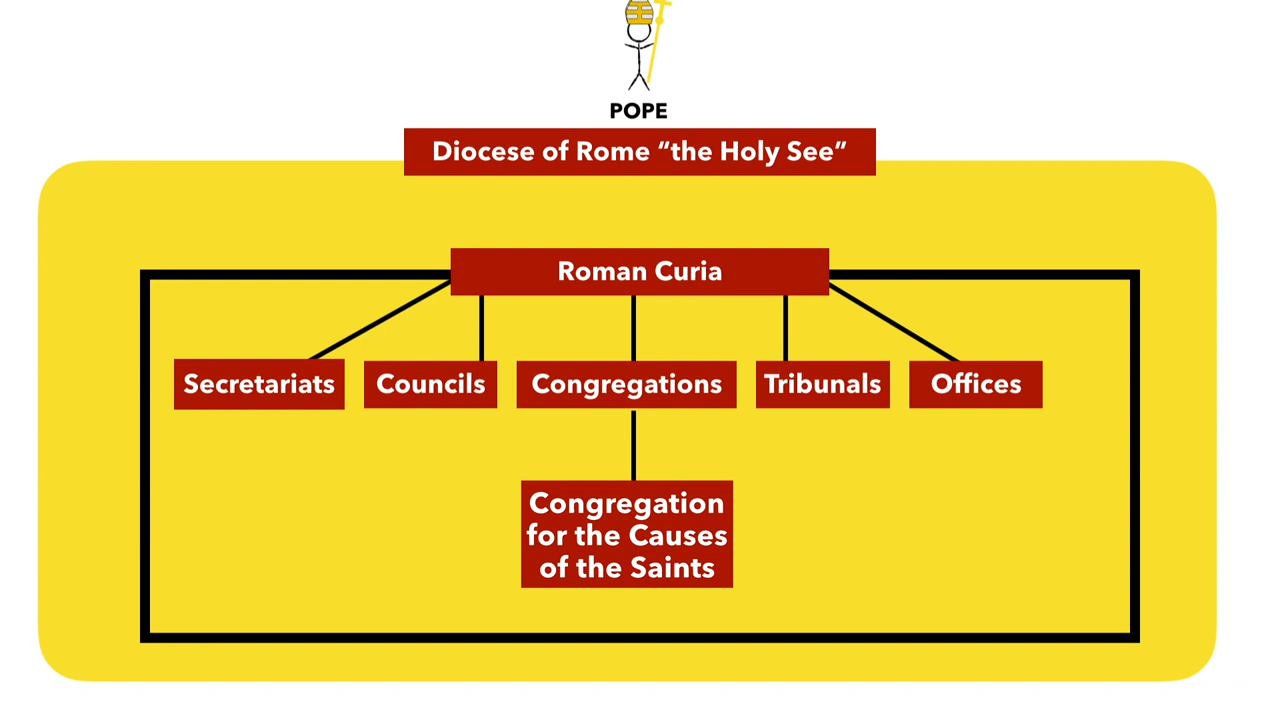 POPE
Diocese of Rome “the Holy See”
Roman Curia
Secretariats
Councils
Congregations
Tribunals
Offices
Congregation
for the Causes
of the Saints